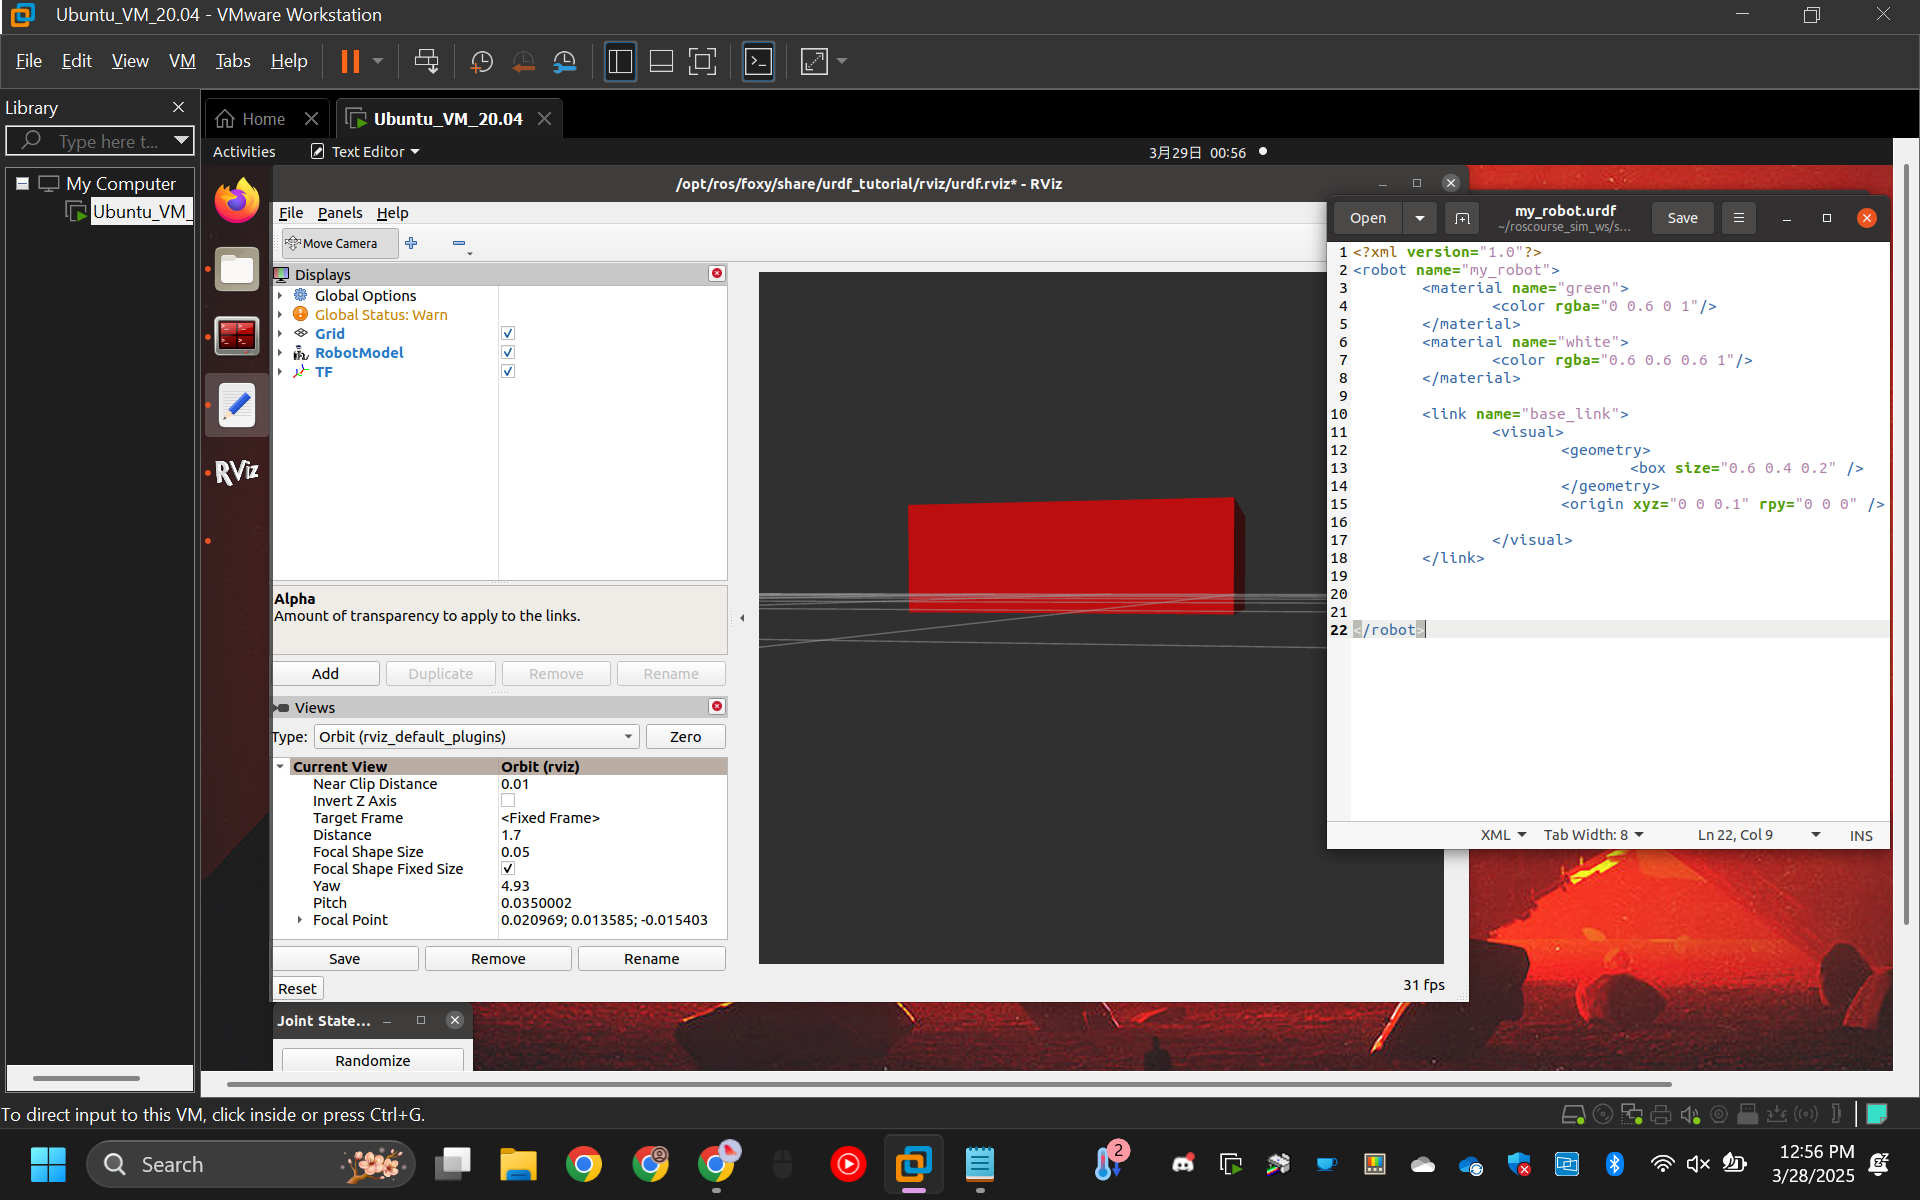 Ubuntu_VM_20.04 - VMware Workstation
File Edit View VM Tabs Help
Library
Type here t...
My Computer
Ubuntu_VM_
Home
Ubuntu_VM_20.04
Activities
Text Editor
3月29日 00:56
/opt/ros/foxy/share/urdf_tutorial/rviz/urdf.rviz* - RViz
File Panels Help
Move Camera
Displays
Global Options
Global Status: Warn
Grid
RobotModel
TF
Alpha
Amount of transparency to apply to the links.
Add Duplicate Remove Rename
Views
Type: Orbit (rviz_default_plugins) Zero
Current View Orbit (rviz)
Near Clip Distance 0.01
Invert Z Axis
Target Frame <Fixed Frame>
Distance 1.7
Focal Shape Size 0.05
Focal Shape Fixed Size
Yaw 4.93
Pitch 0.0350002
Focal Point 0.020969; 0.013585; -0.015403
Save Remove Rename
Reset
31 fps
Joint State...
Randomize
RViz
Open
my_robot.urdf
~/roscourse_sim_ws/s...
Save
1 <?xml version="1.0"?>
2 <robot name="my_robot">
3 <material name="green">
4 <color rgba="0 0.6 0 1"/>
5 </material>
6 <material name="white">
7 <color rgba="0.6 0.6 0.6 1"/>
8 </material>
9
10 <link name="base_link">
11 <visual>
12 <geometry>
13 <box size="0.6 0.4 0.2" />
14 </geometry>
15 <origin xyz="0 0 0.1" rpy="0 0 0" />
16
17 </visual>
18 </link>
19
20
21
22 </robot>
XML Tab Width: 8 Ln 22, Col 9 INS
To direct input to this VM, click inside or press Ctrl+G.
Search
2
12:56 PM
3/28/2025